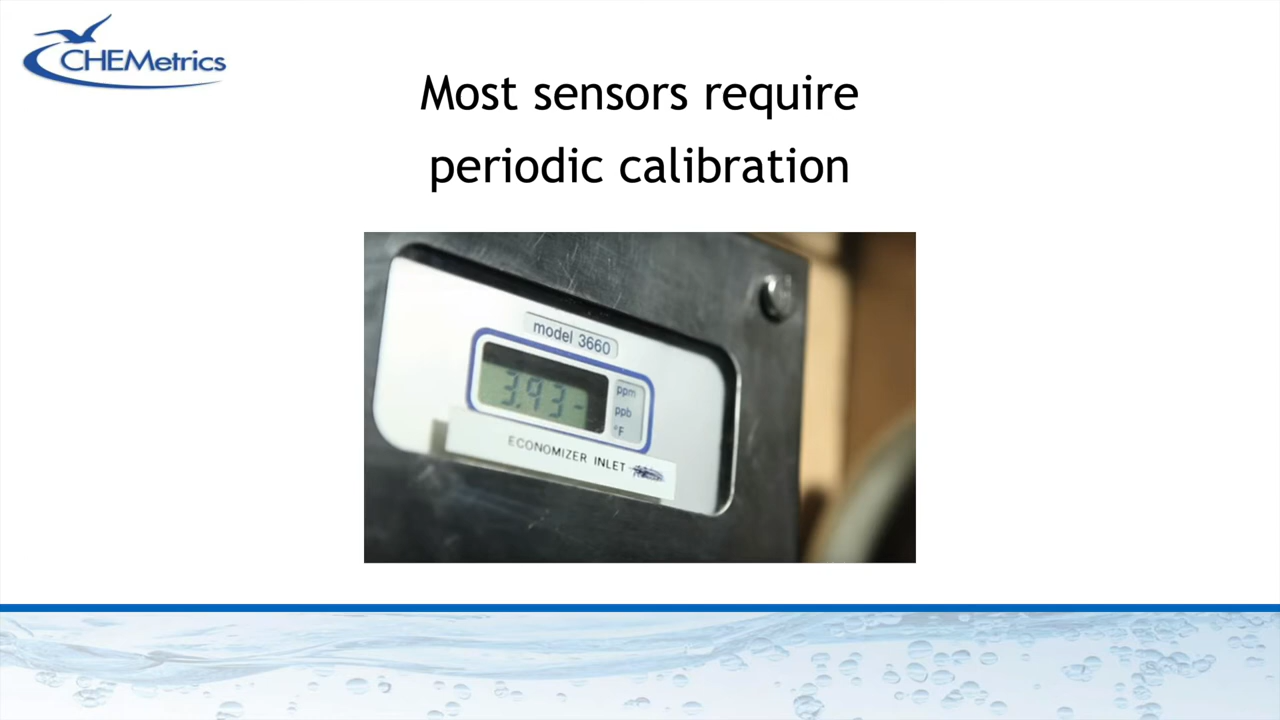 CHEMetrics
Most sensors require
periodic calibration
model 3660
3.93-
ppm
ppb
°F
ECONOMIZER INLET